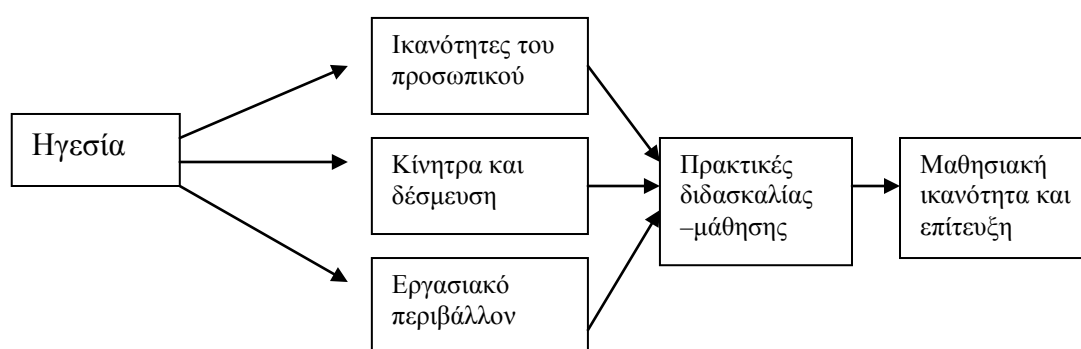 Ηγεσία
Ικανότητες του
προσωπικού
Κίνητρα και
δέσμευση
Εργασιακό
περιβάλλον
Πρακτικές
διδασκαλίας
–μάθησης
Μαθησιακή
ικανότητα και
επίτευξη